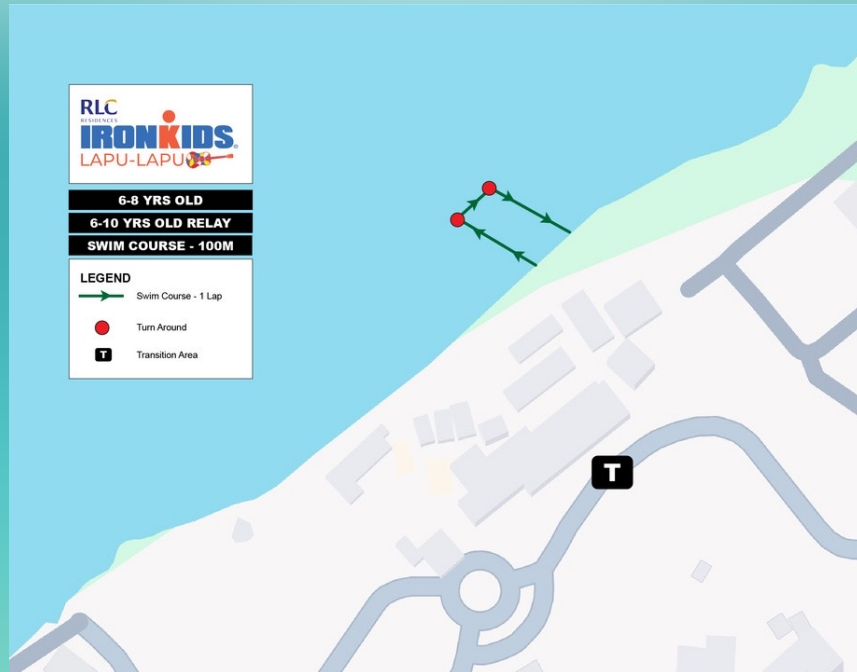 RLC
RESIDENCES
IRONKIDS®
LAPU-LAPU
6-8 YRS OLD
6-10 YRS OLD RELAY
SWIM COURSE - 100M
LEGEND
Swim Course - 1 Lap
Turn Around
T Transition Area
T